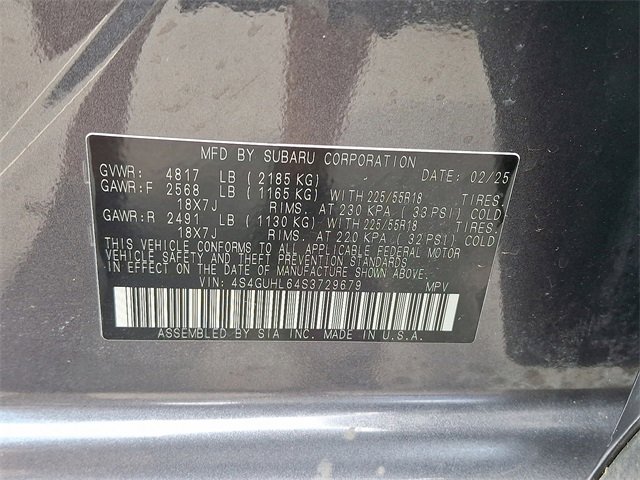 MFD BY SUBARU CORPORATION DATE: 02/25
GVWR: 4817 LB (2185 KG)
GAWR:F 2568 LB (1165 KG) WITH 225/55R18 TIRES,
18X7J RIMS, AT 230 KPA (33 PSI) COLD
GAWR:R 2491 LB (1130 KG) WITH 225/55R18 TIRES,
18X7J RIMS, AT 220 KPA (32 PSI) COLD
THIS VEHICLE CONFORMS TO ALL APPLICABLE FEDERAL MOTOR
VEHICLE SAFETY AND THEFT PREVENTION STANDARDS
IN EFFECT ON THE DATE OF MANUFACTURE SHOWN ABOVE.
VIN: 4S4GUHL64S3729679 MPV
ASSEMBLED BY SIA INC. MADE IN U.S.A.